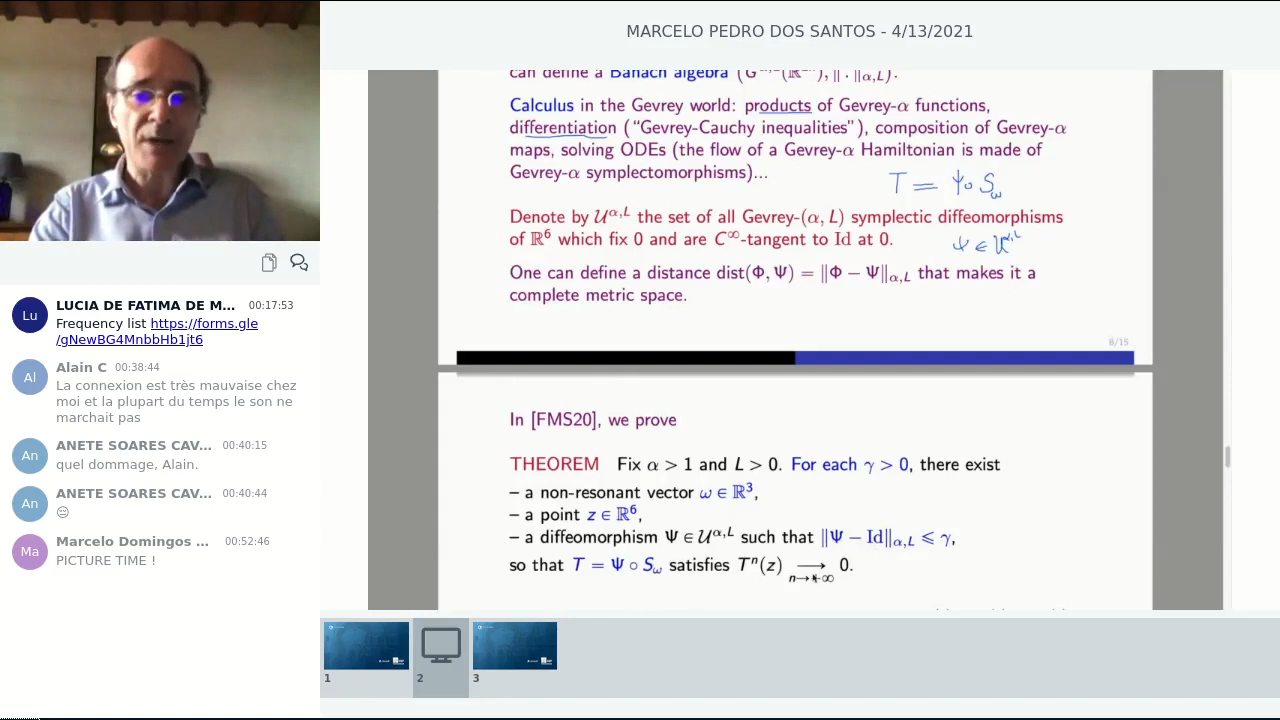 MARCELO PEDRO DOS SANTOS - 4/13/2021
can define a Banach algebra (G^{α,L}(ℝ^{2n}), ‖.‖_{α,L}).
Calculus in the Gevrey world: products of Gevrey-α functions,
differentiation (“Gevrey-Cauchy inequalities”), composition of Gevrey-α
maps, solving ODEs (the flow of a Gevrey-α Hamiltonian is made of
Gevrey-α symplectomorphisms)...
T = Ψ∘S_ω
Denote by 𝒰^{α,L} the set of all Gevrey-(α, L) symplectic diffeomorphisms
of ℝ⁶ which fix 0 and are C^∞-tangent to Id at 0.
Ψ ∈ 𝒰^{α,L}
One can define a distance dist(Φ, Ψ) = ‖Φ − Ψ‖_{α,L} that makes it a
complete metric space.
8/15
In [FMS20], we prove
THEOREM Fix α > 1 and L > 0. For each γ > 0, there exist
– a non-resonant vector ω ∈ ℝ³,
– a point z ∈ ℝ⁶,
– a diffeomorphism Ψ ∈ 𝒰^{α,L} such that ‖Ψ − Id‖_{α,L} ⩽ γ,
so that T = Ψ ∘ S_ω satisfies Tⁿ(z) ⟶ 0.
n→+∞
Lu
LUCIA DE FATIMA DE M... 00:17:53
Frequency list https://forms.gle
/gNewBG4MnbbHb1jt6
Al
Alain C 00:38:44
La connexion est très mauvaise chez
moi et la plupart du temps le son ne
marchait pas
An
ANETE SOARES CAV... 00:40:15
quel dommage, Alain.
An
ANETE SOARES CAV... 00:40:44
😔
Ma
Marcelo Domingos ... 00:52:46
PICTURE TIME !
1
2
3